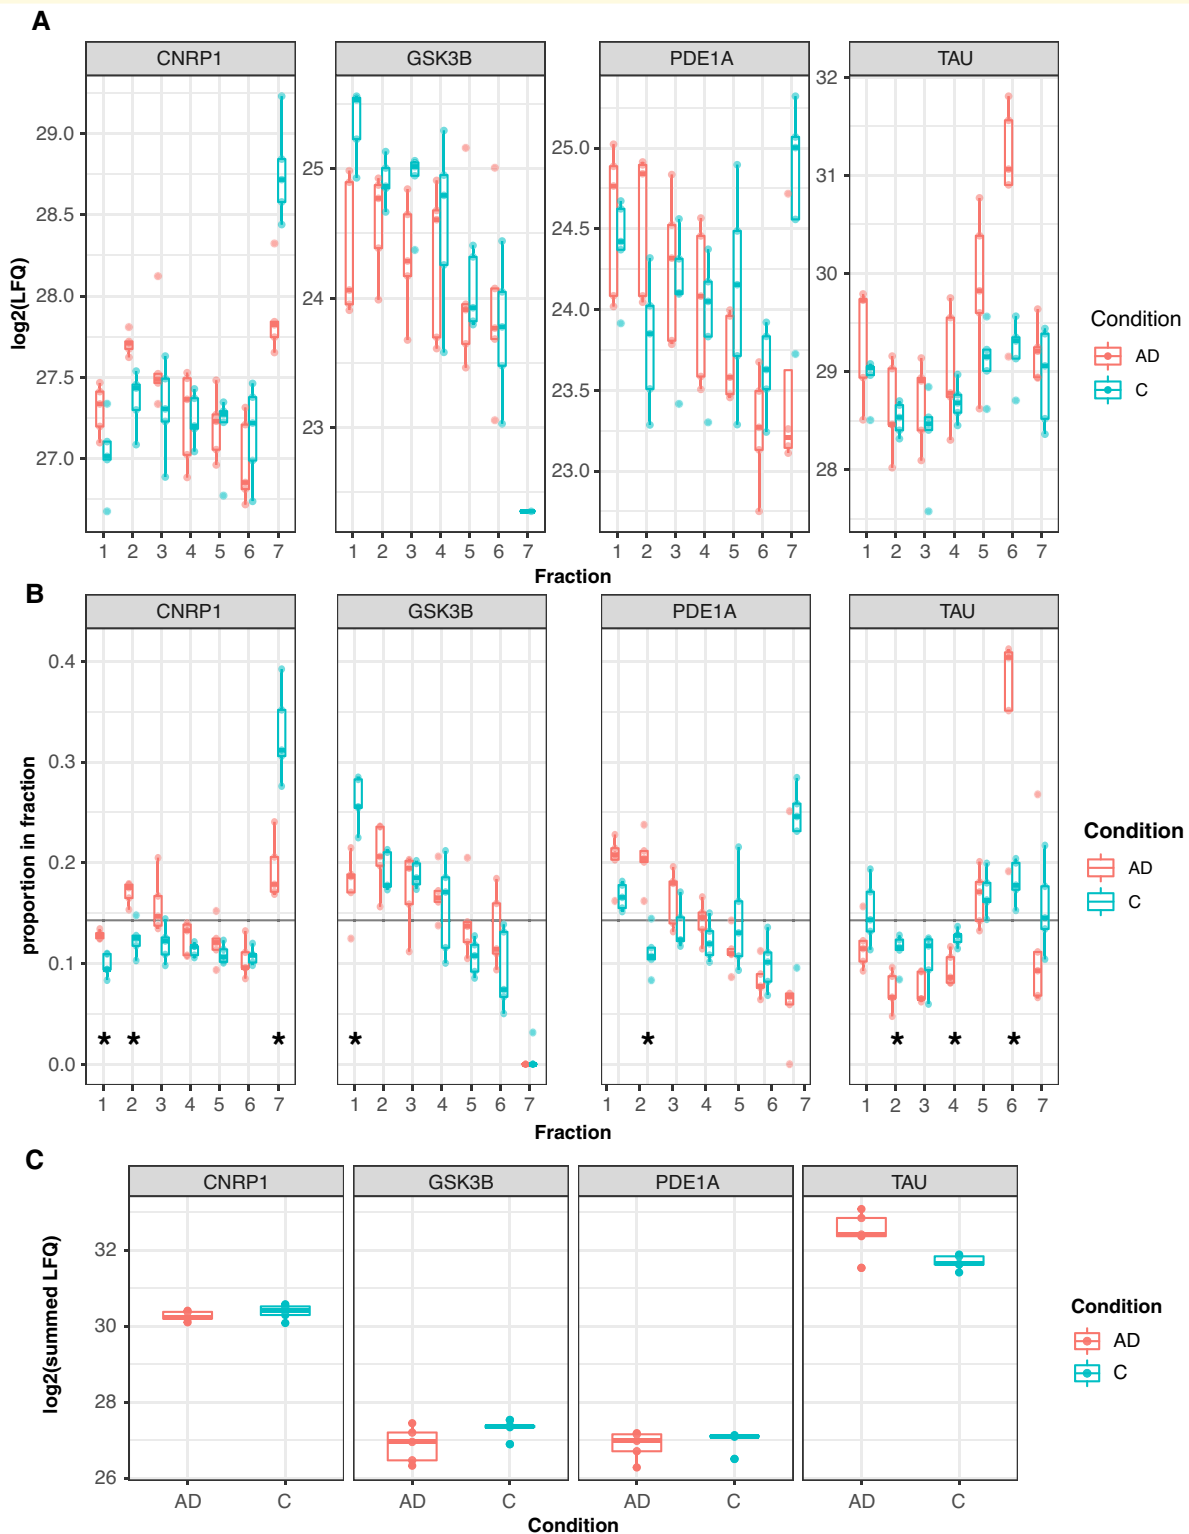 A
CNRP1 GSK3B PDE1A TAU
log2(LFQ)
29.0
28.5
28.0
27.5
27.0
25
24
23
25.0
24.5
24.0
23.5
23.0
32
31
30
29
28
1 2 3 4 5 6 7 1 2 3 4 5 6 7 1 2 3 4 5 6 7 1 2 3 4 5 6 7
Fraction
Condition
AD
C
B
CNRP1 GSK3B PDE1A TAU
proportion in fraction
0.4
0.3
0.2
0.1
0.0
* * * * * * * *
1 2 3 4 5 6 7 1 2 3 4 5 6 7 1 2 3 4 5 6 7 1 2 3 4 5 6 7
Fraction
Condition
AD
C
C
CNRP1 GSK3B PDE1A TAU
log2(summed LFQ)
32
30
28
26
AD C AD C AD C AD C
Condition
Condition
AD
C